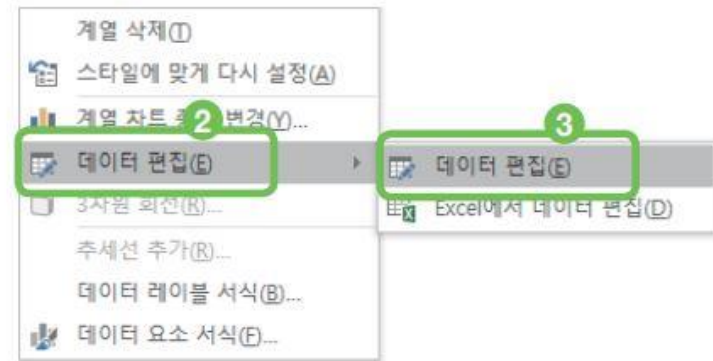 계열 삭제(T)
스타일에 맞게 다시 설정(A)
계열 차트 변경(Y)...
2
3
데이터 편집(E)
데이터 편집(E)
3차원 회전(R)...
Excel에서 데이터 편집(D)
추세선 추가(R)...
데이터 레이블 서식(B)...
데이터 요소 서식(F)...